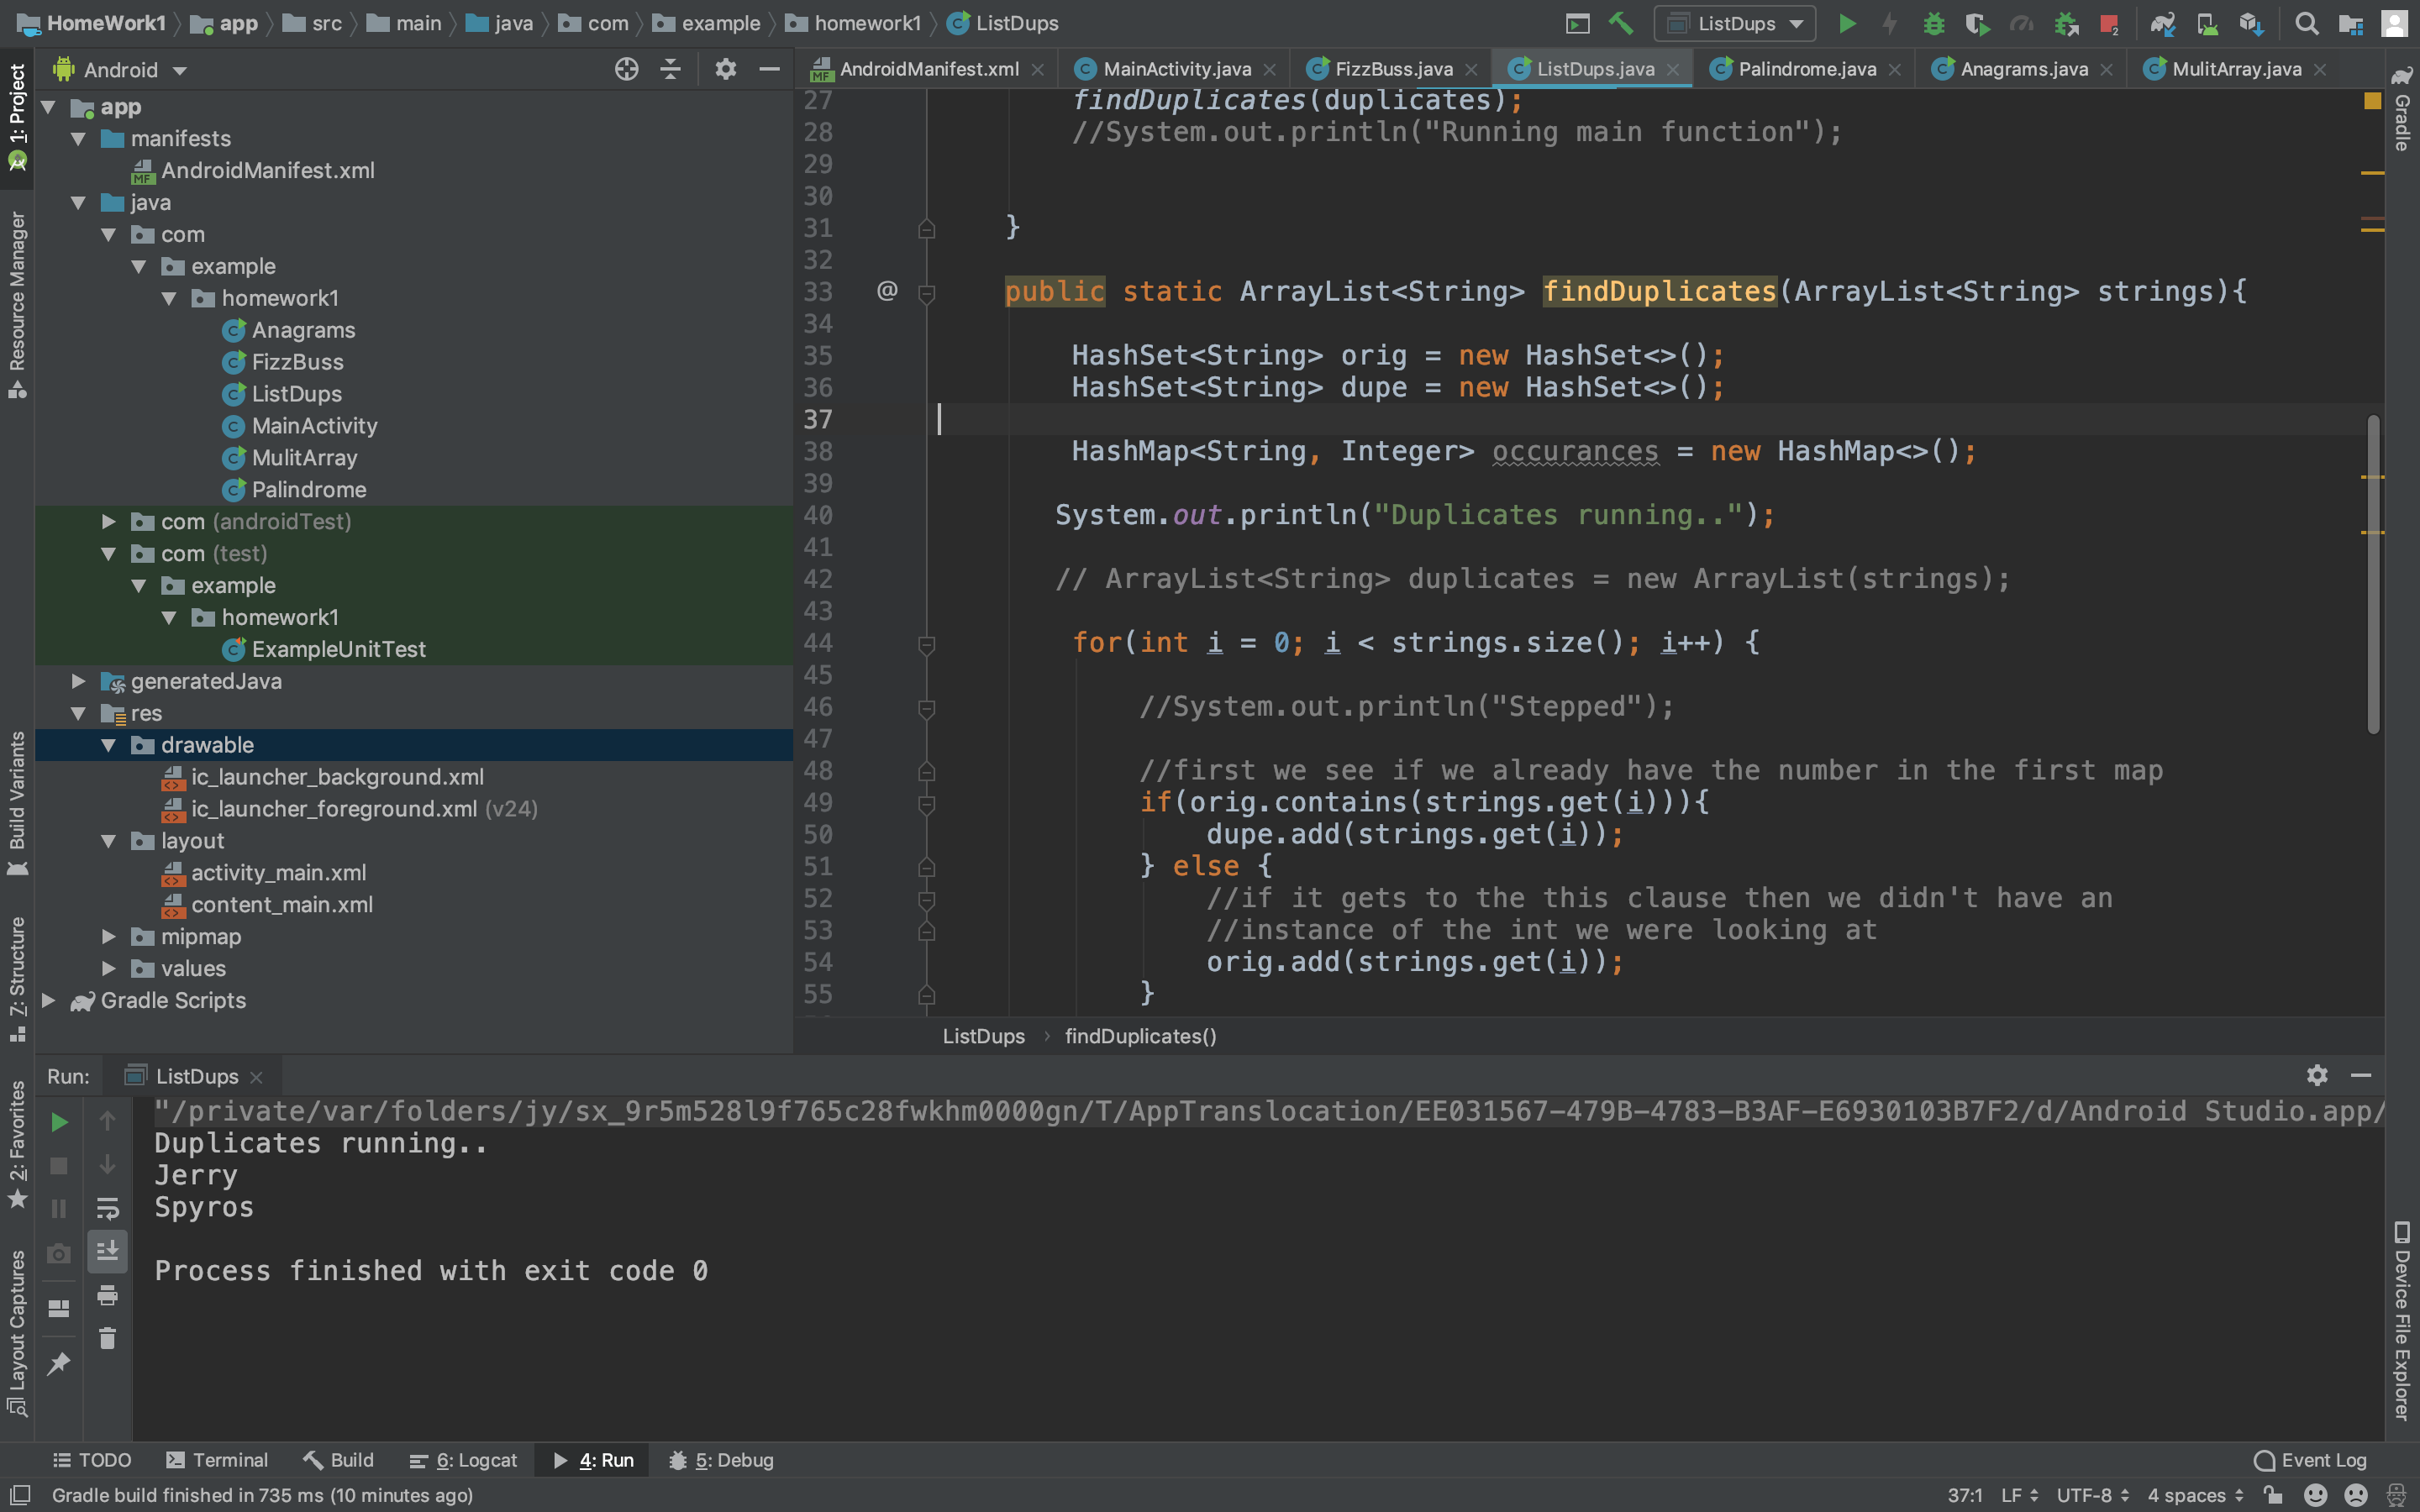 HomeWork1 app src main java com example homework1 ListDups
ListDups
2
Android
AndroidManifest.xml MainActivity.java FizzBuss.java ListDups.java Palindrome.java Anagrams.java MulitArray.java
1: Project
Resource Manager
Build Variants
Z: Structure
2: Favorites
Layout Captures
app
manifests
MF AndroidManifest.xml
java
com
example
homework1
Anagrams
FizzBuss
ListDups
MainActivity
MulitArray
Palindrome
com (androidTest)
com (test)
example
homework1
ExampleUnitTest
generatedJava
res
drawable
ic_launcher_background.xml
ic_launcher_foreground.xml (v24)
layout
activity_main.xml
content_main.xml
mipmap
values
Gradle Scripts
27 findDuplicates(duplicates);
28 //System.out.println("Running main function");
29
30
31 }
32
33 @ public static ArrayList<String> findDuplicates(ArrayList<String> strings){
34
35 HashSet<String> orig = new HashSet<>();
36 HashSet<String> dupe = new HashSet<>();
37
38 HashMap<String, Integer> occurances = new HashMap<>();
39
40 System.out.println("Duplicates running..");
41
42 // ArrayList<String> duplicates = new ArrayList(strings);
43
44 for(int i = 0; i < strings.size(); i++) {
45
46 //System.out.println("Stepped");
47
48 //first we see if we already have the number in the first map
49 if(orig.contains(strings.get(i))){
50 dupe.add(strings.get(i));
51 } else {
52 //if it gets to the this clause then we didn't have an
53 //instance of the int we were looking at
54 orig.add(strings.get(i));
55 }
ListDups findDuplicates()
Gradle
Device File Explorer
Run: ListDups
"/private/var/folders/jy/sx_9r5m528l9f765c28fwkhm0000gn/T/AppTranslocation/EE031567-479B-4783-B3AF-E6930103B7F2/d/Android Studio.app/
Duplicates running..
Jerry
Spyros
Process finished with exit code 0
TODO Terminal Build 6: Logcat 4: Run 5: Debug Event Log
Gradle build finished in 735 ms (10 minutes ago) 37:1 LF UTF-8 4 spaces